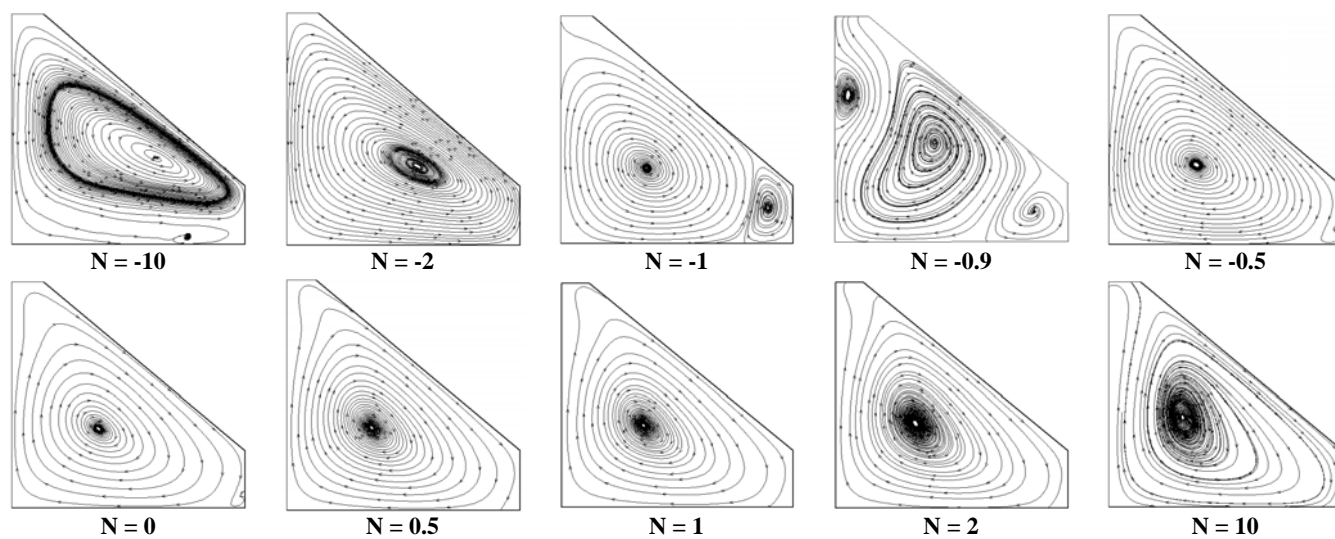 N = -10
N = -2
N = -1
N = -0.9
N = -0.5
N = 0
N = 0.5
N = 1
N = 2
N = 10